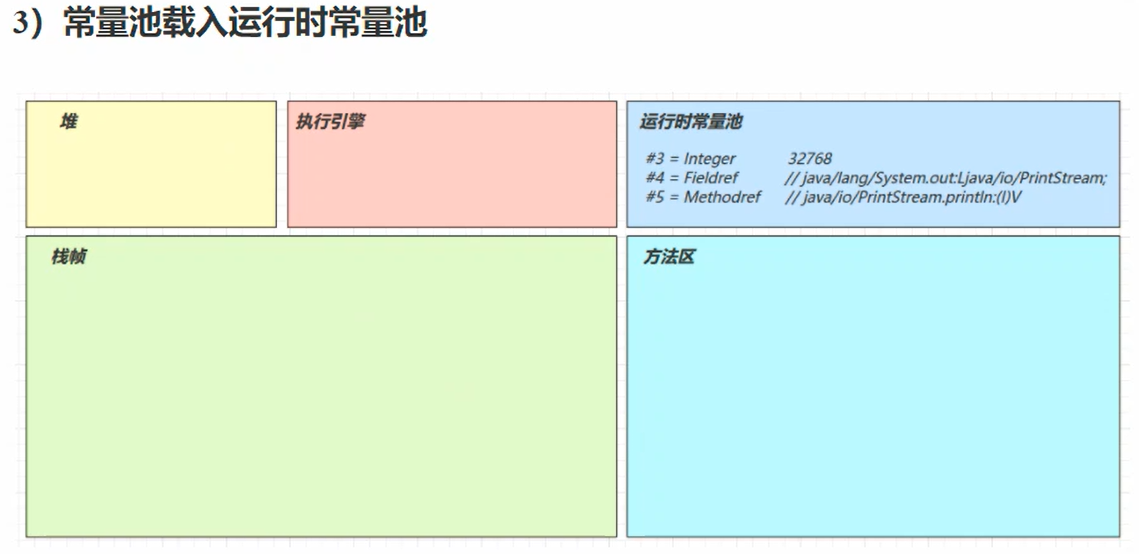 3）常量池载入运行时常量池
堆
执行引擎
运行时常量池
#3 = Integer 32768
#4 = Fieldref // java/lang/System.out:Ljava/io/PrintStream;
#5 = Methodref // java/io/PrintStream.println:(I)V
栈帧
方法区